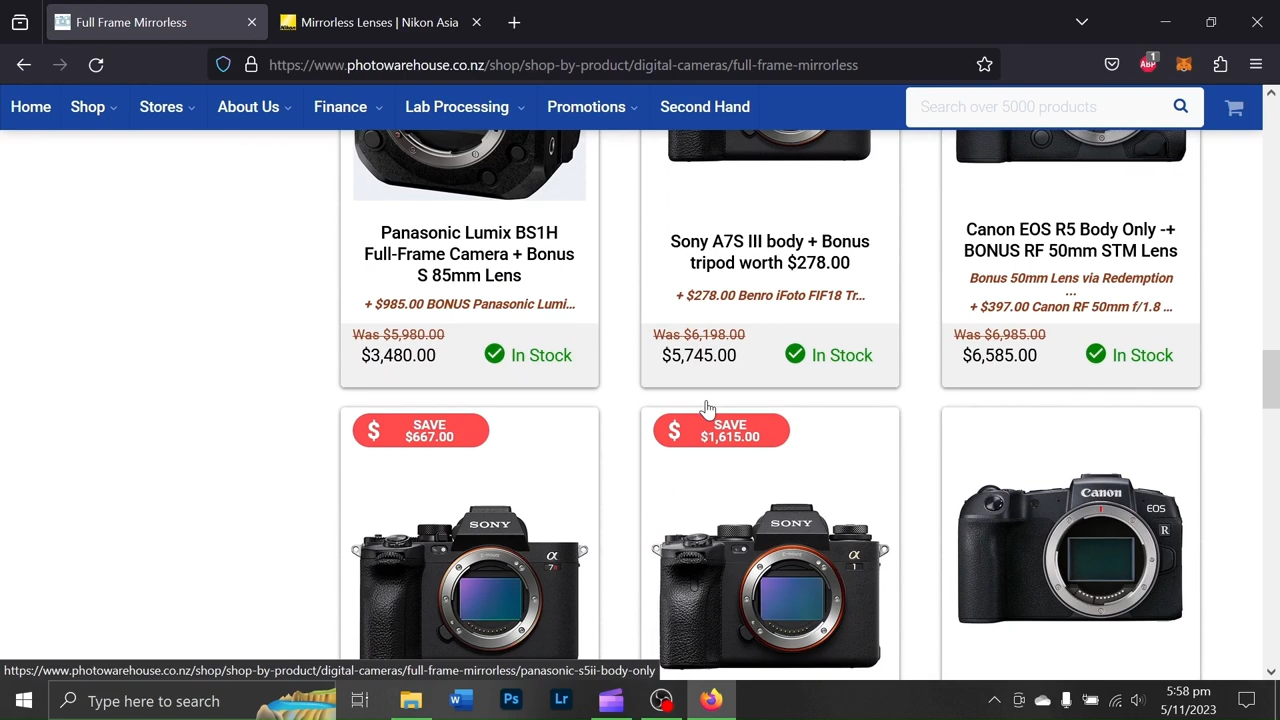 Full Frame Mirrorless
Mirrorless Lenses | Nikon Asia
https://www.photowarehouse.co.nz/shop/shop-by-product/digital-cameras/full-frame-mirrorless
ABP
1
Home
Shop
Stores
About Us
Finance
Lab Processing
Promotions
Second Hand
Search over 5000 products
Panasonic Lumix BS1H
Full-Frame Camera + Bonus
S 85mm Lens
+ $985.00 BONUS Panasonic Lumi...
Was $5,980.00
$3,480.00
In Stock
Sony A7S III body + Bonus
tripod worth $278.00
+ $278.00 Benro iFoto FIF18 Tr...
Was $6,198.00
$5,745.00
In Stock
Canon EOS R5 Body Only -+
BONUS RF 50mm STM Lens
Bonus 50mm Lens via Redemption
...
+ $397.00 Canon RF 50mm f/1.8 ...
Was $6,985.00
$6,585.00
In Stock
$ SAVE
$667.00
SONY
α
$ SAVE
$1,615.00
SONY
α
1
Canon
EOS
R
https://www.photowarehouse.co.nz/shop/shop-by-product/digital-cameras/full-frame-mirrorless/panasonic-s5ii-body-only
Type here to search
W
Ps
Lr
5:58 pm
5/11/2023